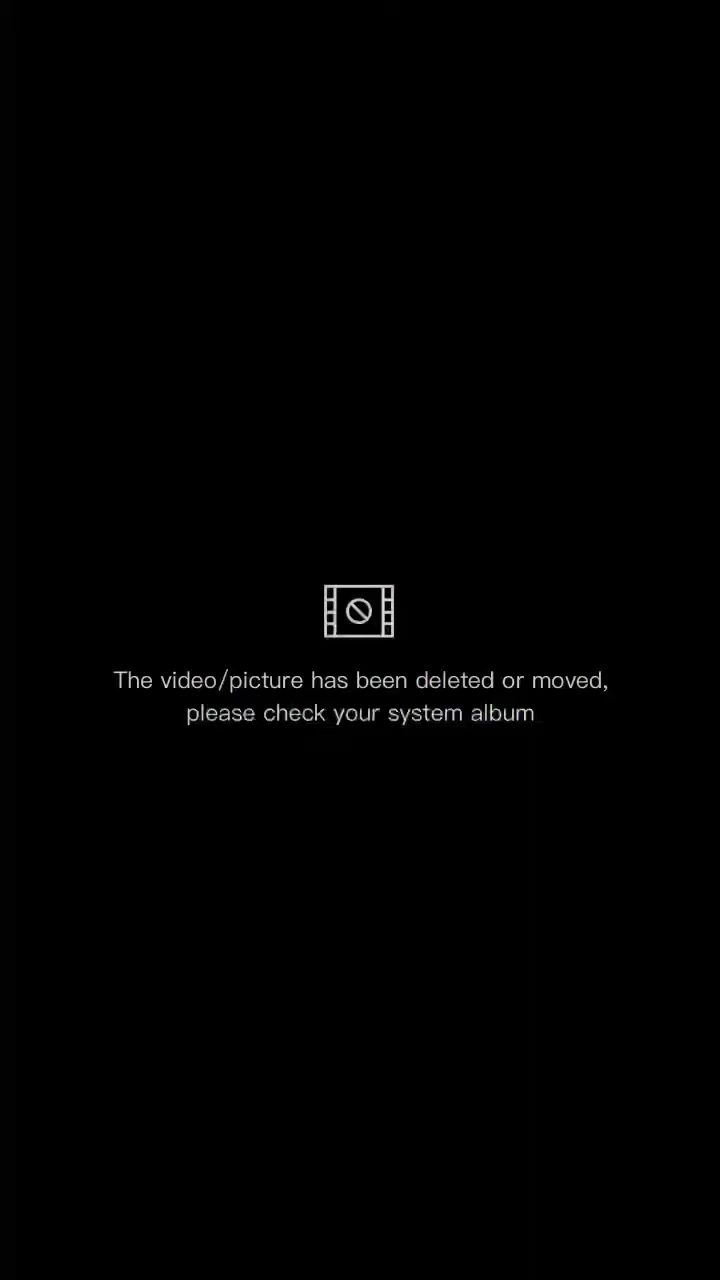 The video/picture has been deleted or moved,
please check your system album